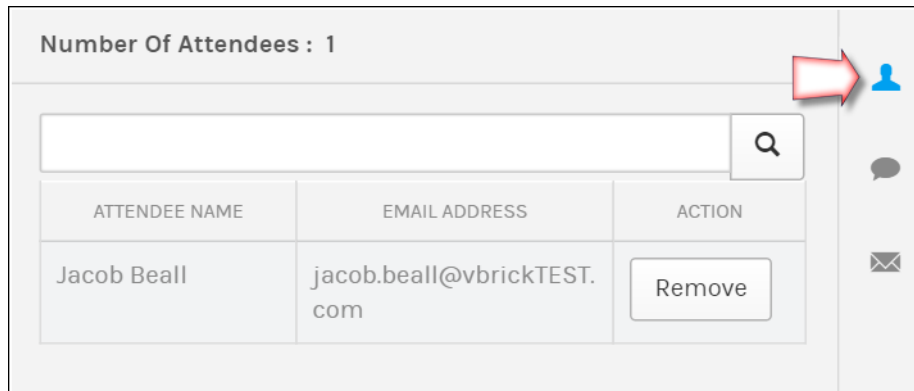 Number Of Attendees : 1
ATTENDEE NAME EMAIL ADDRESS ACTION
Jacob Beall jacob.beall@vbrickTEST. Remove
com